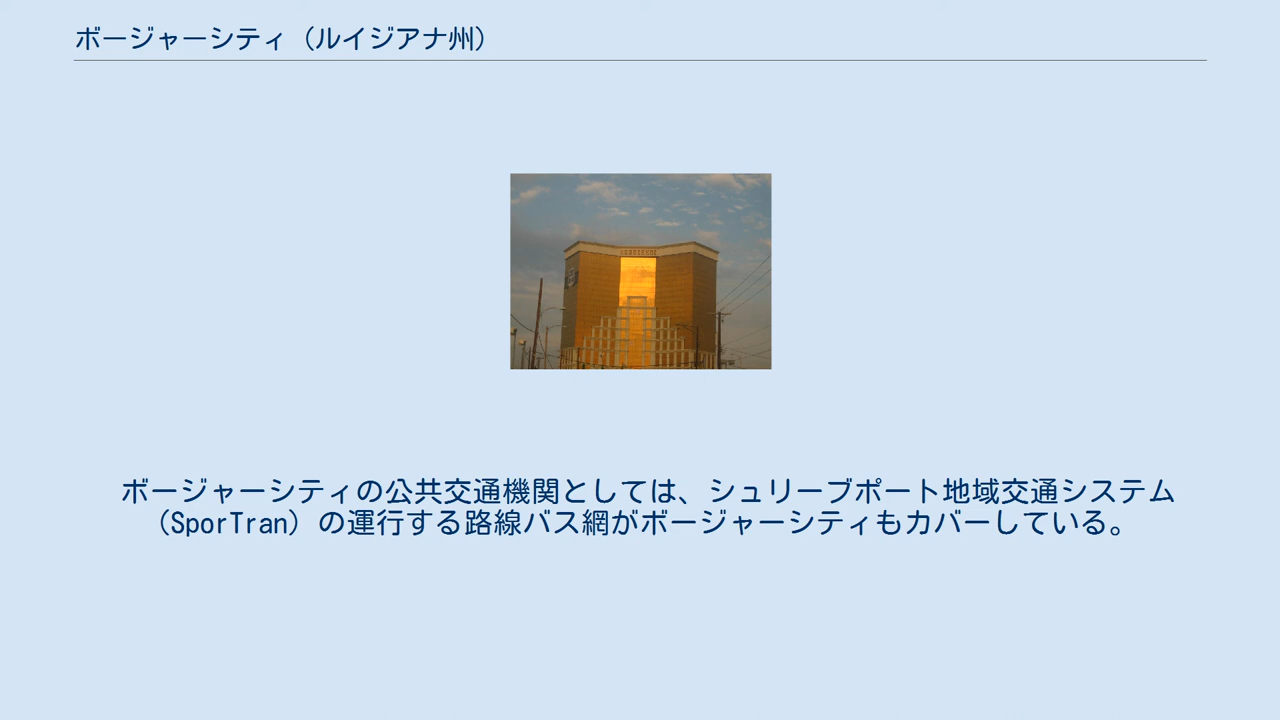 ボージャーシティ（ルイジアナ州）
ボージャーシティの公共交通機関としては、シュリーブポート地域交通システム
（SporTran）の運行する路線バス網がボージャーシティもカバーしている。